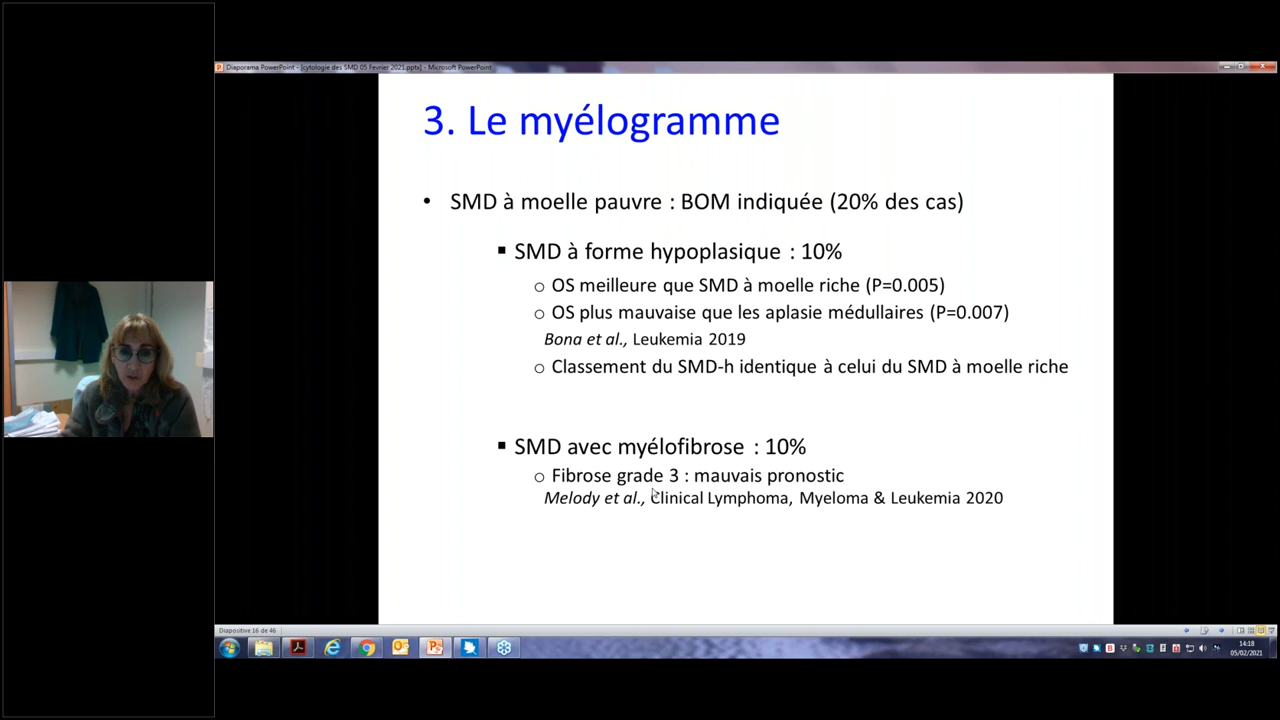 Diaporama PowerPoint - [cytologie des SMD 05 Fevrier 2021.pptx] - Microsoft PowerPoint
3. Le myélogramme
• SMD à moelle pauvre : BOM indiquée (20% des cas)
▪ SMD à forme hypoplasique : 10%
o OS meilleure que SMD à moelle riche (P=0.005)
o OS plus mauvaise que les aplasie médullaires (P=0.007)
Bona et al., Leukemia 2019
o Classement du SMD-h identique à celui du SMD à moelle riche
▪ SMD avec myélofibrose : 10%
o Fibrose grade 3 : mauvais pronostic
Melody et al., Clinical Lymphoma, Myeloma & Leukemia 2020
Diapositive 16 de 46
14:18
05/02/2021